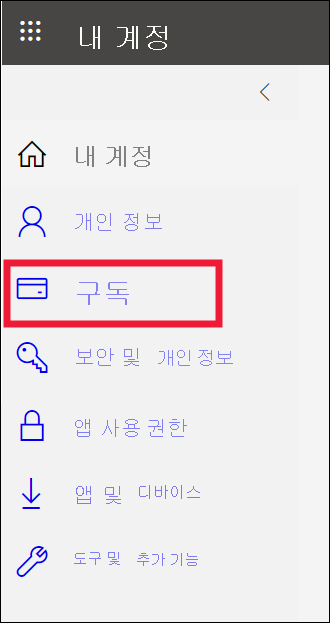 내 계정
내 계정
개인 정보
구독
보안 및 개인 정보
앱 사용 권한
앱 및 디바이스
도구 및 추가 기능